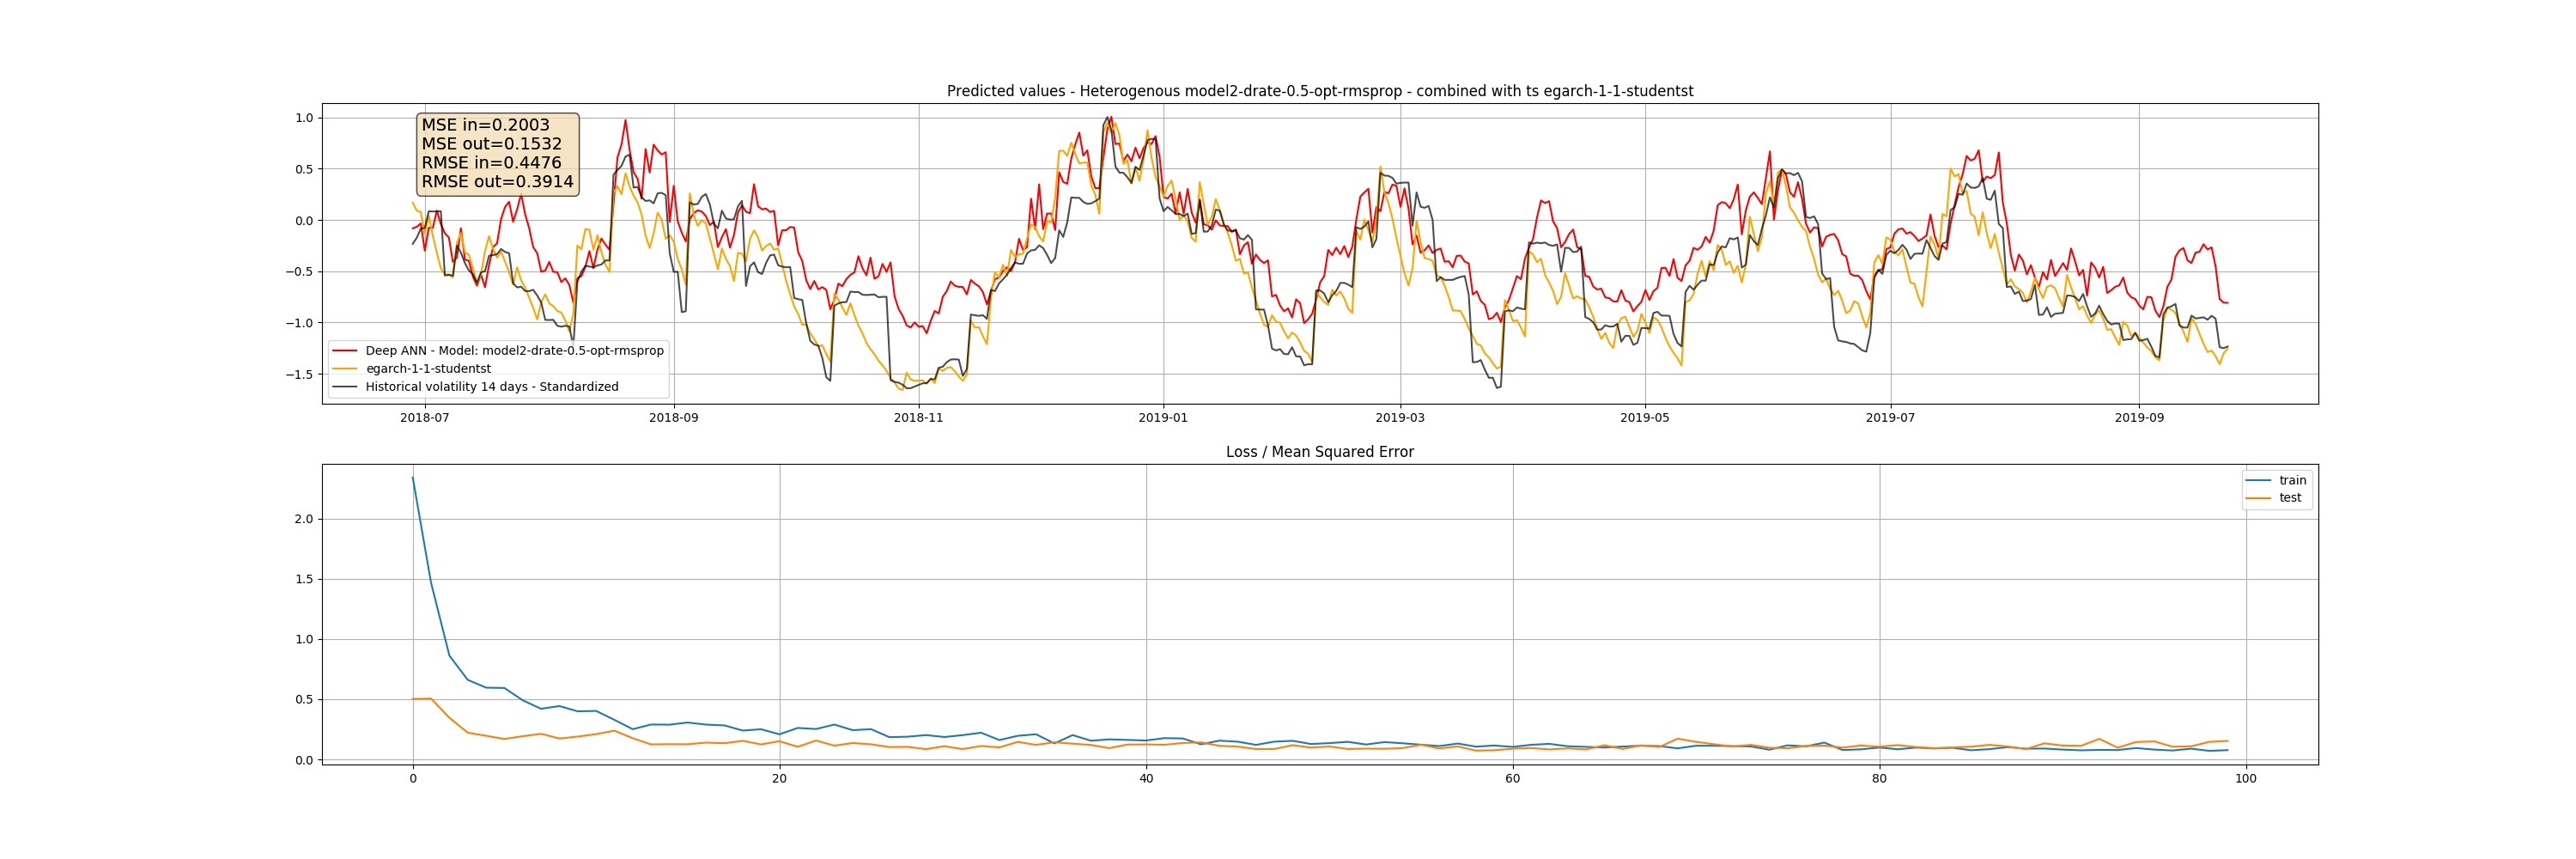 Predicted values - Heterogenous model2-drate-0.5-opt-rmsprop - combined with ts egarch-1-1-studentst
1.0
0.5
0.0
−0.5
−1.0
−1.5
MSE in=0.2003
MSE out=0.1532
RMSE in=0.4476
RMSE out=0.3914
Deep ANN - Model: model2-drate-0.5-opt-rmsprop
egarch-1-1-studentst
Historical volatility 14 days - Standardized
2018-07 2018-09 2018-11 2019-01 2019-03 2019-05 2019-07 2019-09
Loss / Mean Squared Error
2.0
1.5
1.0
0.5
0.0
train
test
0 20 40 60 80 100